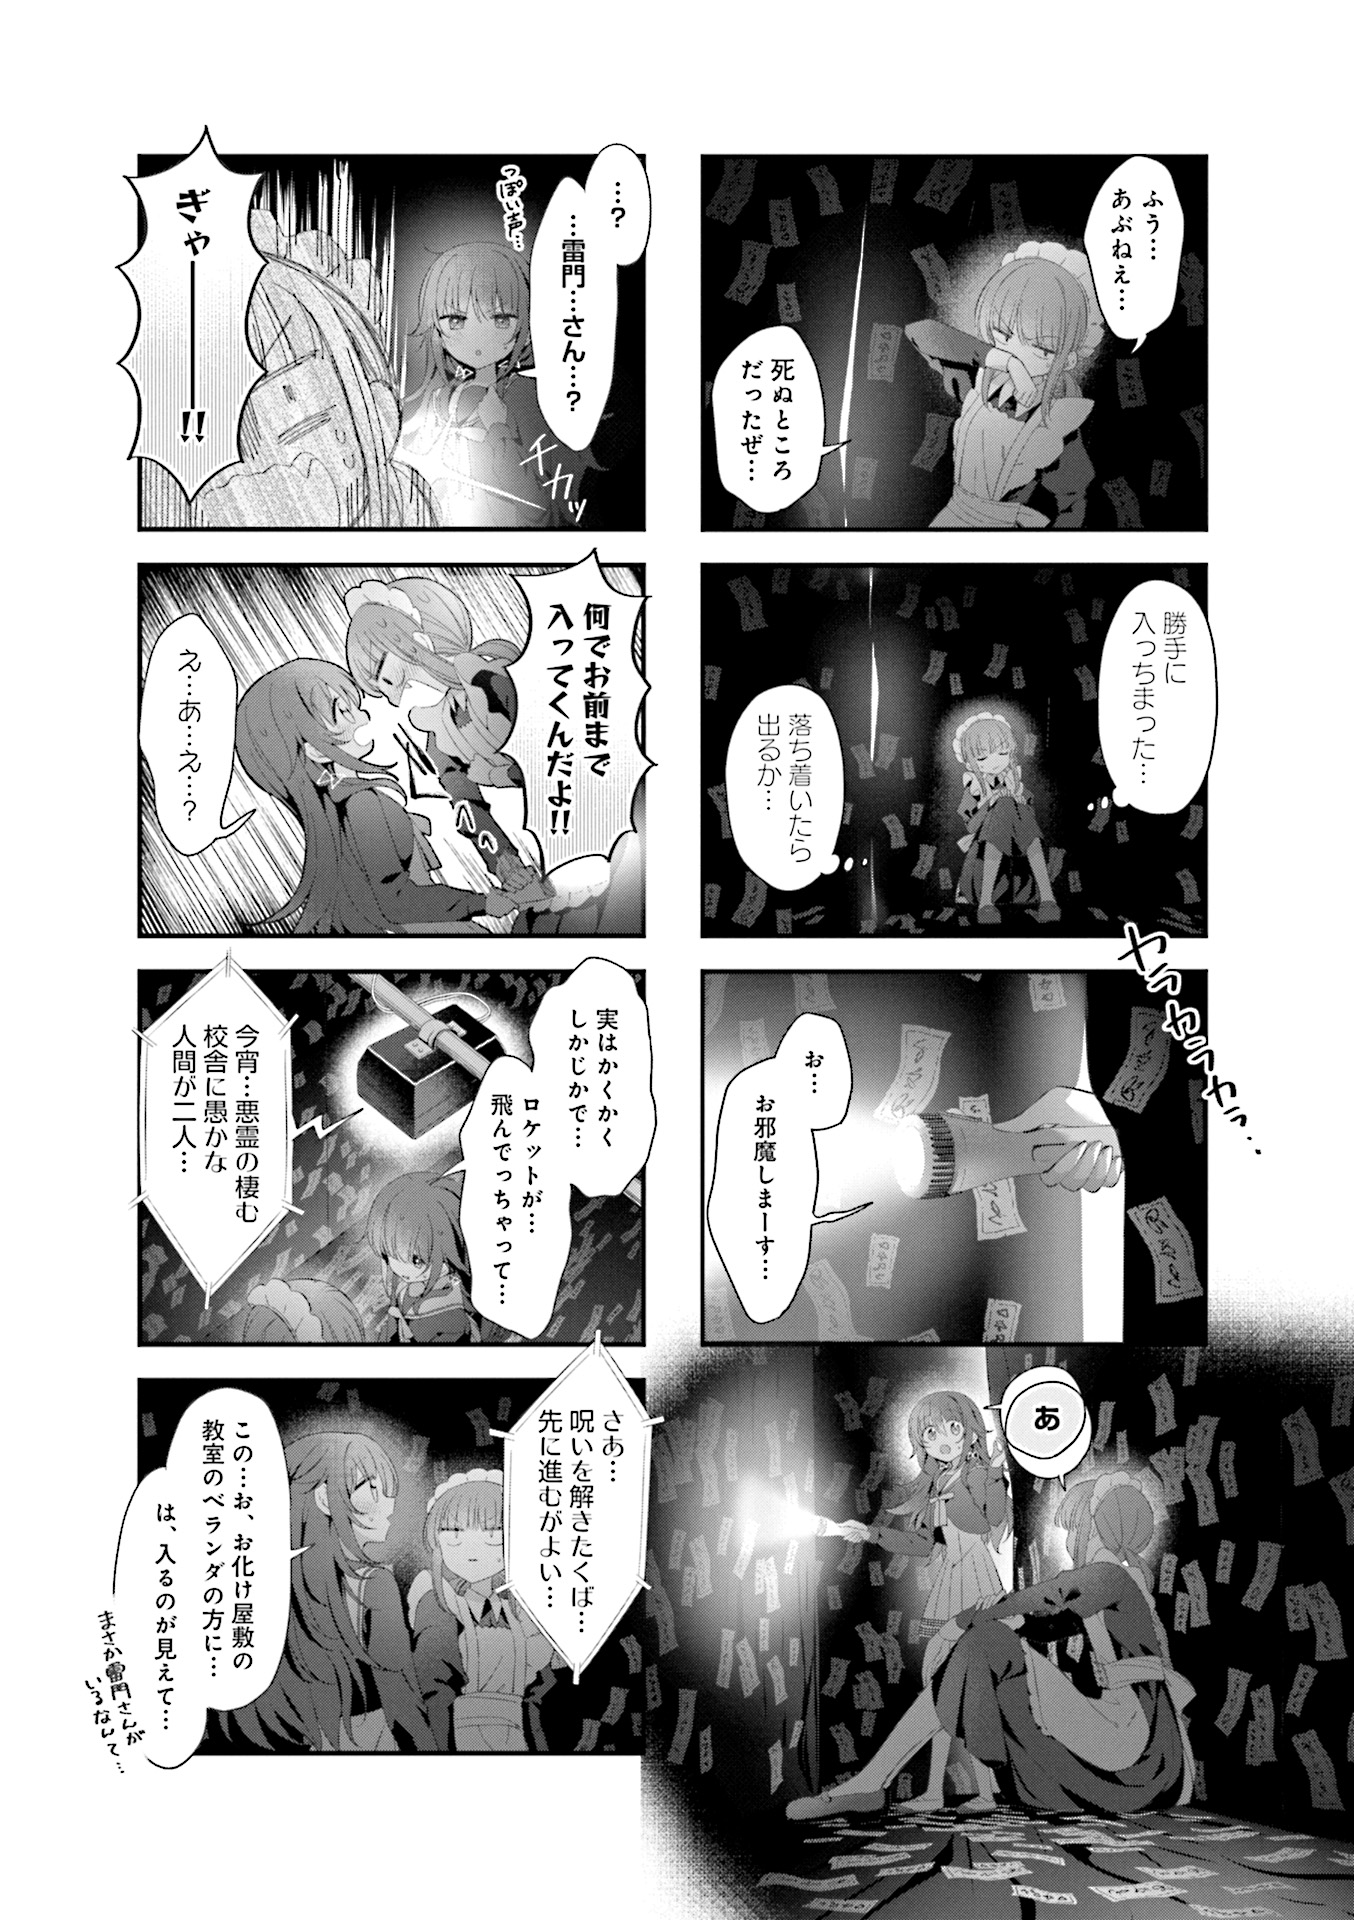 ふう…
あぶねえ…
死ぬところ
だったぜ…
勝手に
入っちまった…
落ち着いたら
出るか…
ヤラヤラヤラ…
お…
お邪魔しまーす…
あ
…?
…雷門…さん…?
っぽい声…
チカッ
ぎゃ――――!!
何でお前まで
入ってくんだよ!!
え…あ…え…?
実はかくかく
しかじかで…
ロケットが…
飛んでっちゃって…
今宵…悪霊の棲む
校舎に愚かな
人間が二人…
さあ…
呪いを解きたくば…
先に進むがよい…
この…お、お化け屋敷の
教室のベランダの方に…
は、入るのが見えて…
まさか雷門さんが
いるなんて…